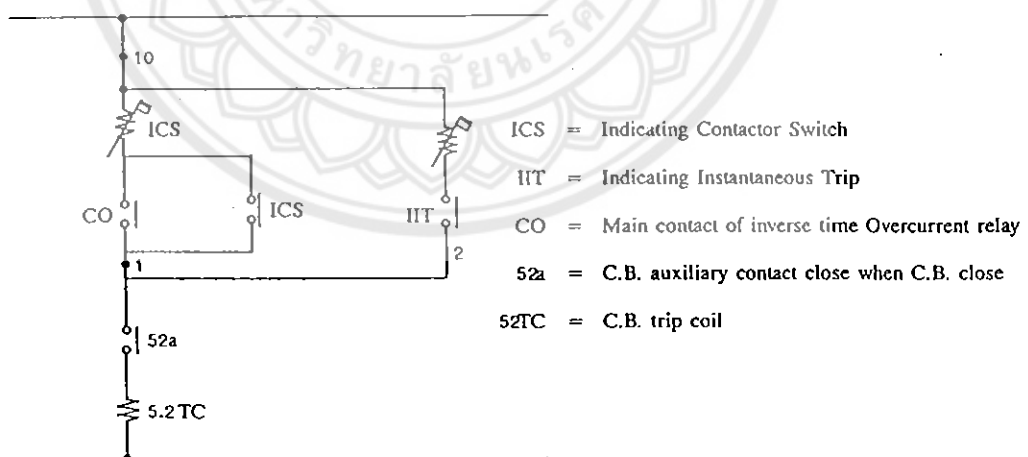 10
ICS
ICS = Indicating Contactor Switch
IIT = Indicating Instantaneous Trip
CO
ICS
IIT
CO = Main contact of inverse time Overcurrent relay
1
2
52a = C.B. auxiliary contact close when C.B. close
52TC = C.B. trip coil
52a
5.2TC